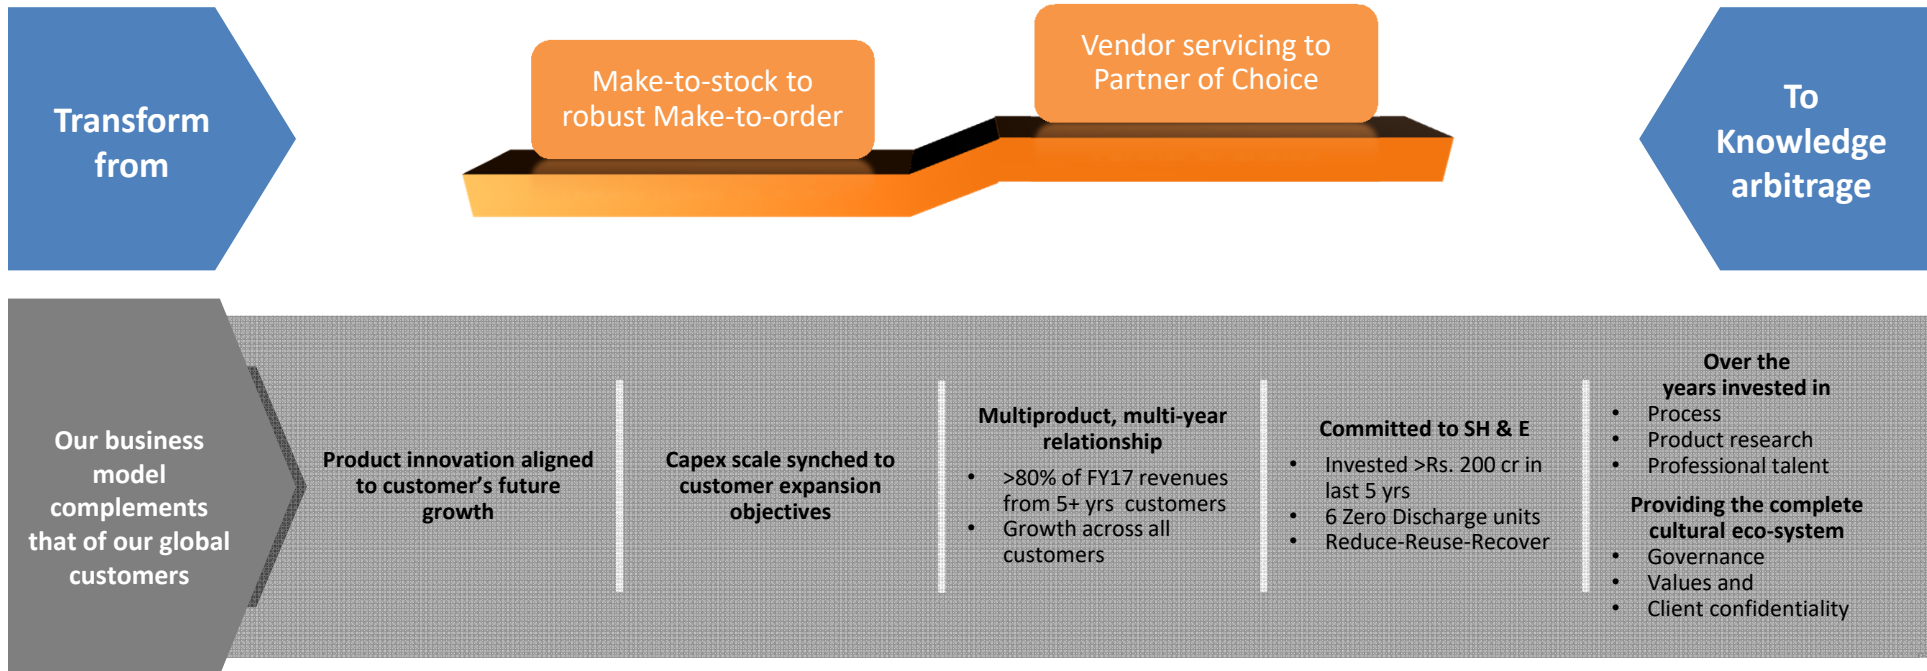 Transform
from
Make-to-stock to
robust Make-to-order
Vendor servicing to
Partner of Choice
To
Knowledge
arbitrage
Our business
model
complements
that of our global
customers
Product innovation aligned
to customer’s future
growth
Capex scale synched to
customer expansion
objectives
Multiproduct, multi-year
relationship
• >80% of FY17 revenues
from 5+ yrs customers
• Growth across all
customers
Committed to SH & E
• Invested >Rs. 200 cr in
last 5 yrs
• 6 Zero Discharge units
• Reduce-Reuse-Recover
Over the
years invested in
• Process
• Product research
• Professional talent
Providing the complete
cultural eco-system
• Governance
• Values and
• Client confidentiality